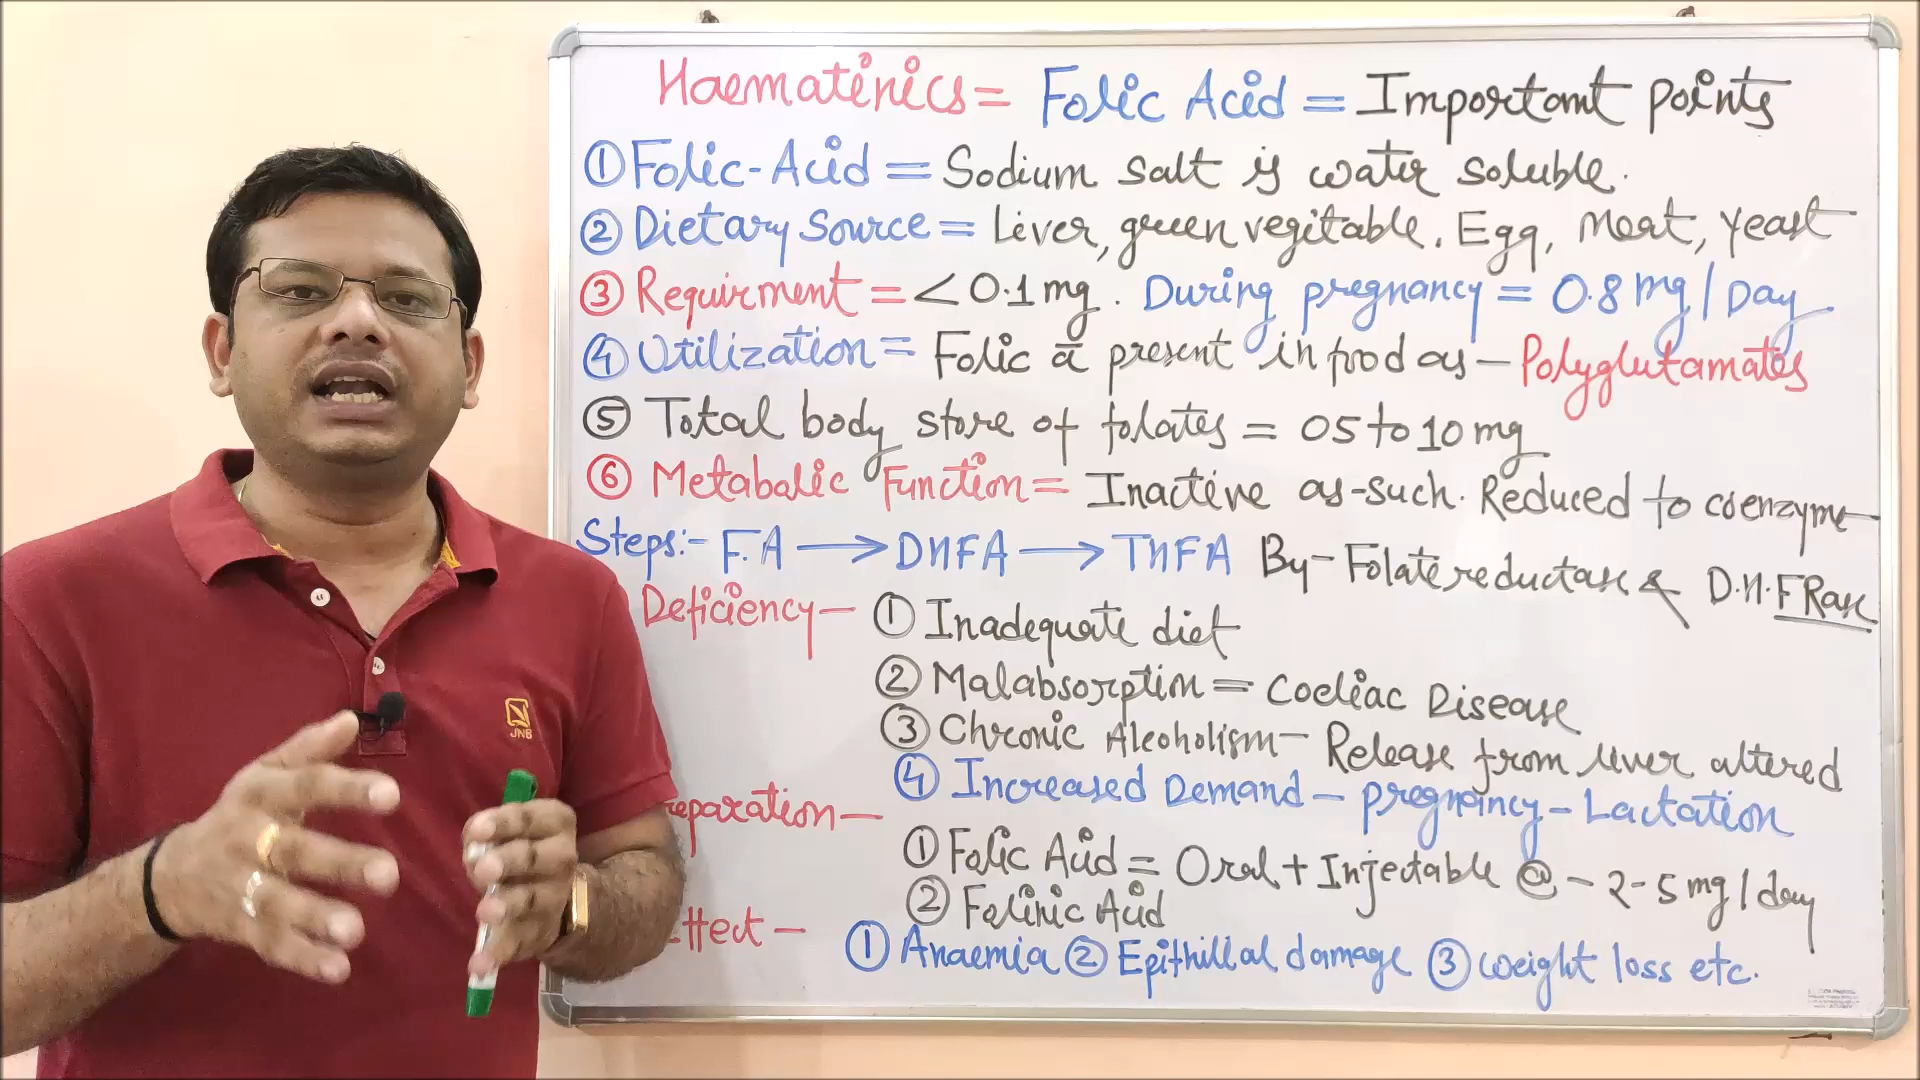 Haematinics = Folic Acid = Important points
① Folic-Acid = Sodium salt is water soluble.
② Dietary Source = Liver, green vegitable. Egg, Meat, yeast
③ Requirment = <0.1 mg. During pregnancy = 0.8 mg/Day
④ Utilization = Folic a present in food as - Polyglutamates
⑤ Total body store of folates = 05 to 10 mg
⑥ Metabalic Function = Inactive as-such. Reduced to coenzyme
Steps:- F.A → DHFA → THFA By- Folate reductase & D.H.FRase
Deficiency - ① Inadequate diet
② Malabsorption = Coeliac Disease
③ Chronic Alcoholism - Release from liver altered
④ Increased Demand - pregnancy - Lactation
reparation -
① Folic Acid = Oral + Injectable @ - 2-5 mg/day
② Folinic Acid
Effect - ① Anaemia ② Epithillal damage ③ weight loss etc.
JNB